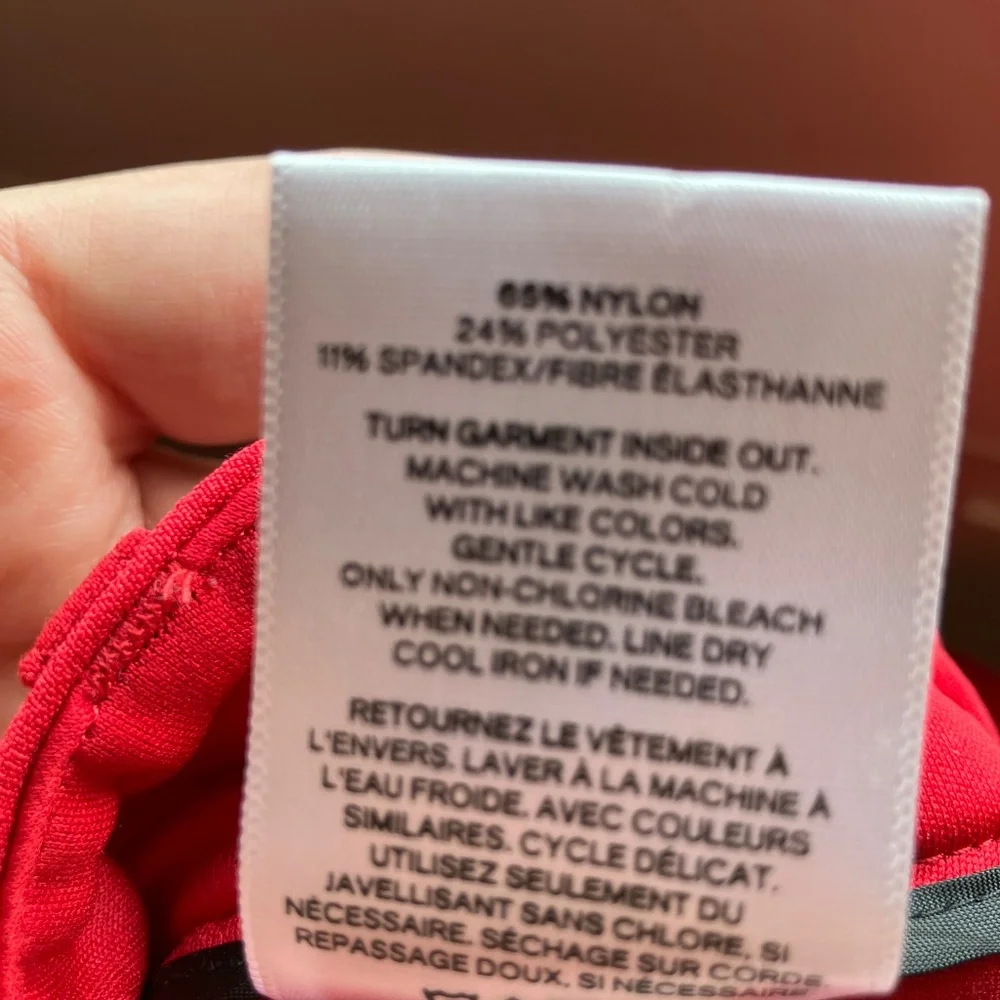 65% NYLON
24% POLYESTER
11% SPANDEX/FIBRE ÉLASTHANNE
TURN GARMENT INSIDE OUT.
MACHINE WASH COLD
WITH LIKE COLORS.
GENTLE CYCLE.
ONLY NON-CHLORINE BLEACH
WHEN NEEDED. LINE DRY
COOL IRON IF NEEDED.
RETOURNEZ LE VÊTEMENT À
L'ENVERS. LAVER À LA MACHINE À
L'EAU FROIDE. AVEC COULEURS
SIMILAIRES. CYCLE DÉLICAT.
UTILISEZ SEULEMENT DU
JAVELLISANT SANS CHLORE, SI
NÉCESSAIRE. SÉCHAGE SUR CORDE.
REPASSAGE DOUX, SI NÉCESSAIRE